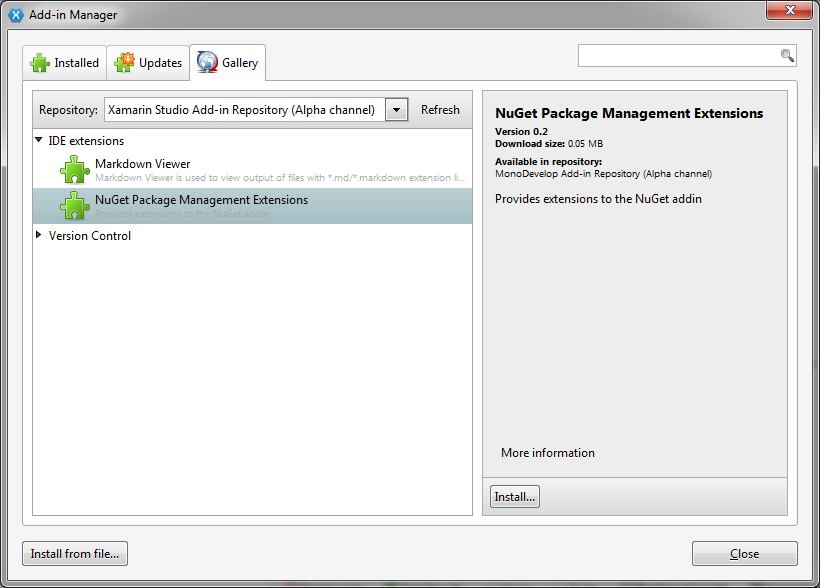 Add-in Manager
Installed
Updates
Gallery
Repository:
Xamarin Studio Add-in Repository (Alpha channel)
Refresh
IDE extensions
Markdown Viewer
Markdown Viewer is used to view output of files with *.md/*.markdown extension li...
NuGet Package Management Extensions
Provides extensions to the NuGet addin
Version Control
NuGet Package Management Extensions
Version 0.2
Download size: 0.05 MB
Available in repository:
MonoDevelop Add-in Repository (Alpha channel)
Provides extensions to the NuGet addin
More information
Install...
Install from file...
Close